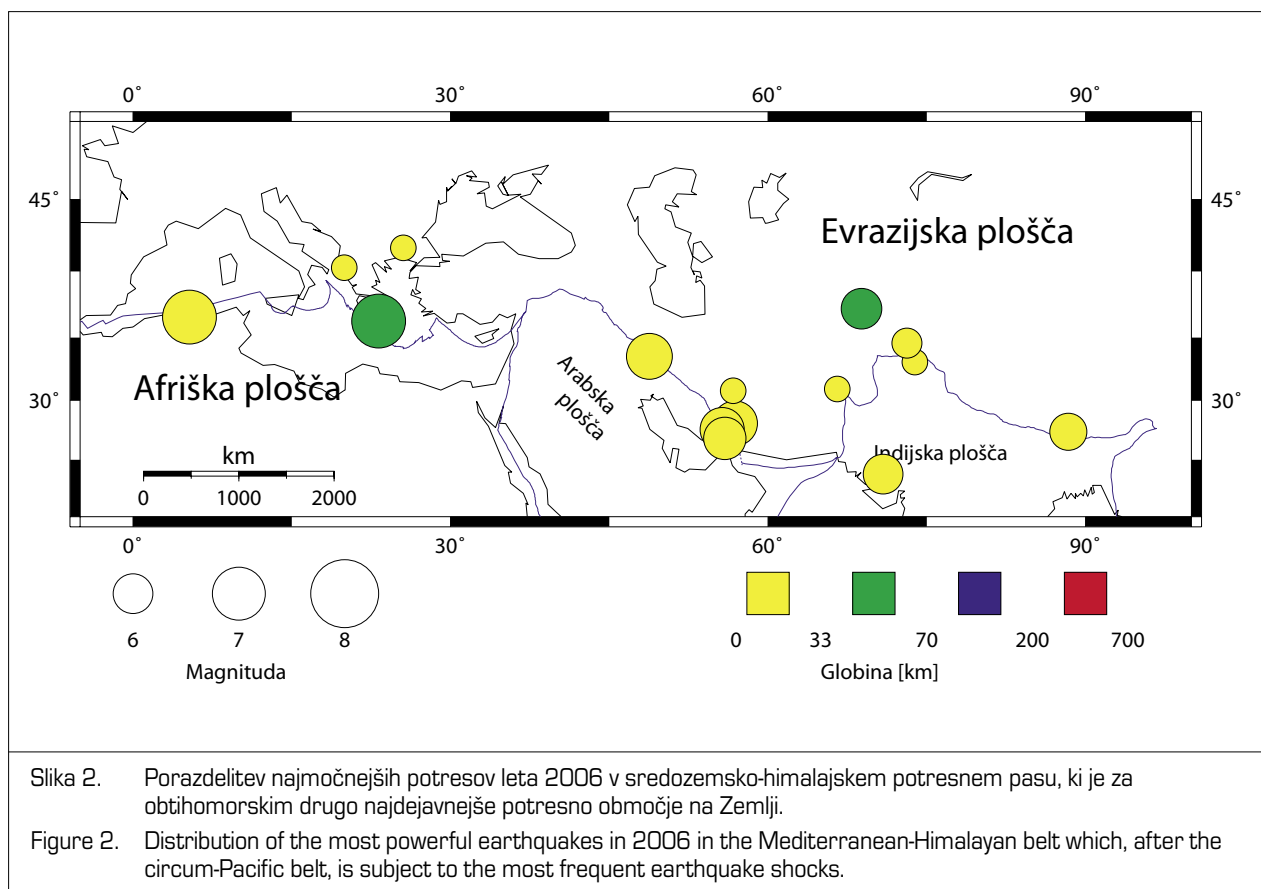 0˚ 30˚ 60˚ 90˚
45˚ 45˚
Evrazijska plošča
Arabska
plošča
Afriška plošča
30˚ 30˚
Indijska plošča
km
0 1000 2000
0˚ 30˚ 60˚ 90˚
6 7 8
Magnituda
0 33 70 200 700
Globina [km]
Slika 2. Porazdelitev najmočnejših potresov leta 2006 v sredozemsko-himalajskem potresnem pasu, ki je za
obtihomorskim drugo najdejavnejše potresno območje na Zemlji.
Figure 2. Distribution of the most powerful earthquakes in 2006 in the Mediterranean-Himalayan belt which, after the
circum-Pacific belt, is subject to the most frequent earthquake shocks.